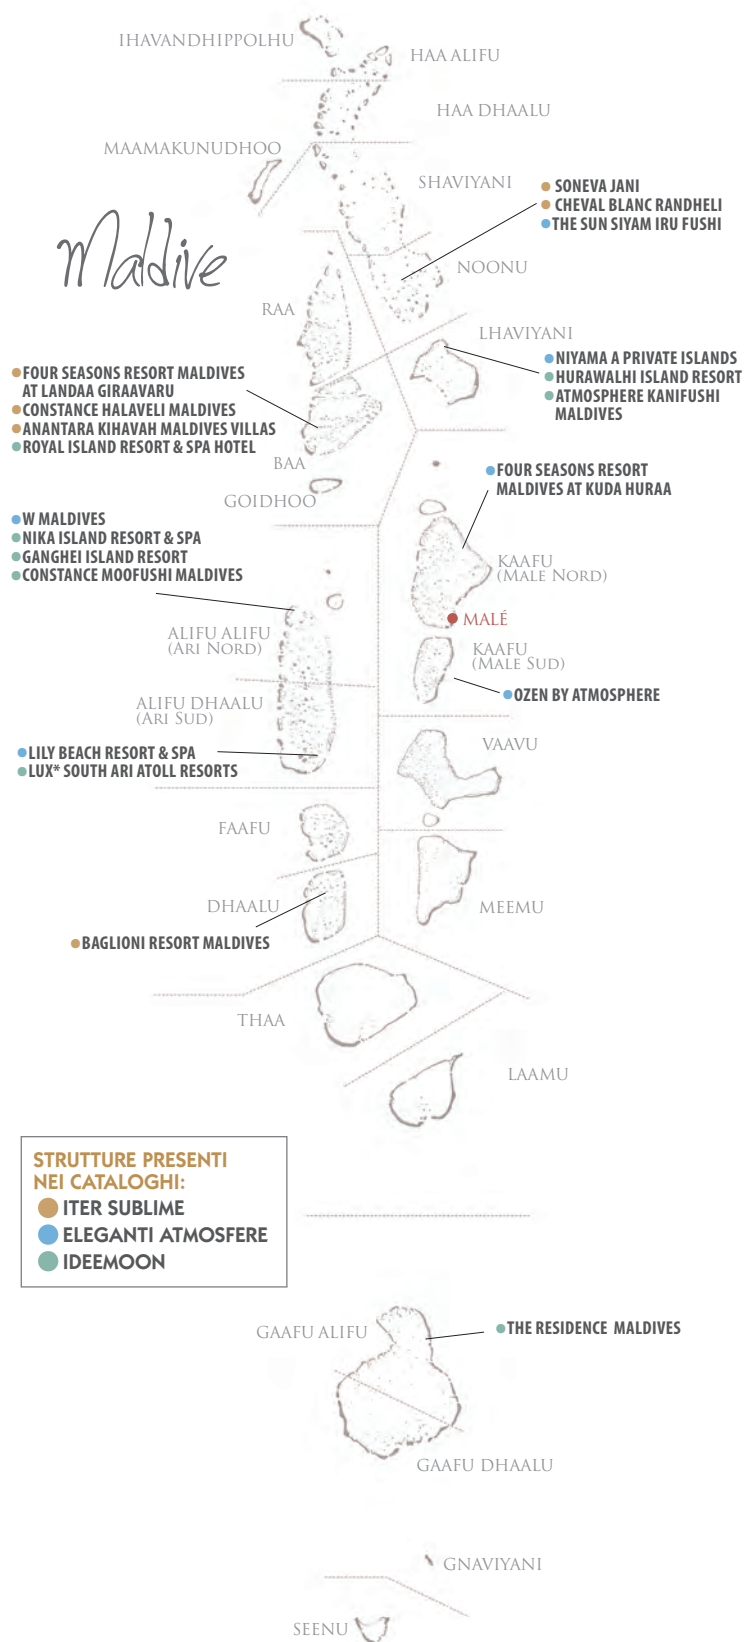 IHAVANDHIPPOLHU
HAA ALIFU
HAA DHAALU
MAAMAKUNUDHOO
SHAVIYANI
SONEVA JANI
CHEVAL BLANC RANDHELI
THE SUN SIYAM IRU FUSHI
Maldive
NOONU
RAA
LHAVIYANI
NIYAMA A PRIVATE ISLANDS
HURAWALHI ISLAND RESORT
ATMOSPHERE KANIFUSHI
MALDIVES
FOUR SEASONS RESORT MALDIVES
AT LANDAA GIRAAVARU
CONSTANCE HALAVELI MALDIVES
ANANTARA KIHAVAH MALDIVES VILLAS
ROYAL ISLAND RESORT & SPA HOTEL
BAA
GOIDHOO
FOUR SEASONS RESORT
MALDIVES AT KUDA HURAA
W MALDIVES
NIKA ISLAND RESORT & SPA
GANGHEI ISLAND RESORT
CONSTANCE MOOFUSHI MALDIVES
KAAFU
(MALE NORD)
MALÉ
ALIFU ALIFU
(ARI NORD)
KAAFU
(MALE SUD)
OZEN BY ATMOSPHERE
ALIFU DHAALU
(ARI SUD)
VAAVU
LILY BEACH RESORT & SPA
LUX* SOUTH ARI ATOLL RESORTS
FAAFU
DHAALU
MEEMU
BAGLIONI RESORT MALDIVES
THAA
LAAMU
STRUTTURE PRESENTI
NEI CATALOGHI:
ITER SUBLIME
ELEGANTI ATMOSFERE
IDEEMOON
GAAFU ALIFU
THE RESIDENCE MALDIVES
GAAFU DHAALU
GNAVIYANI
SEENU